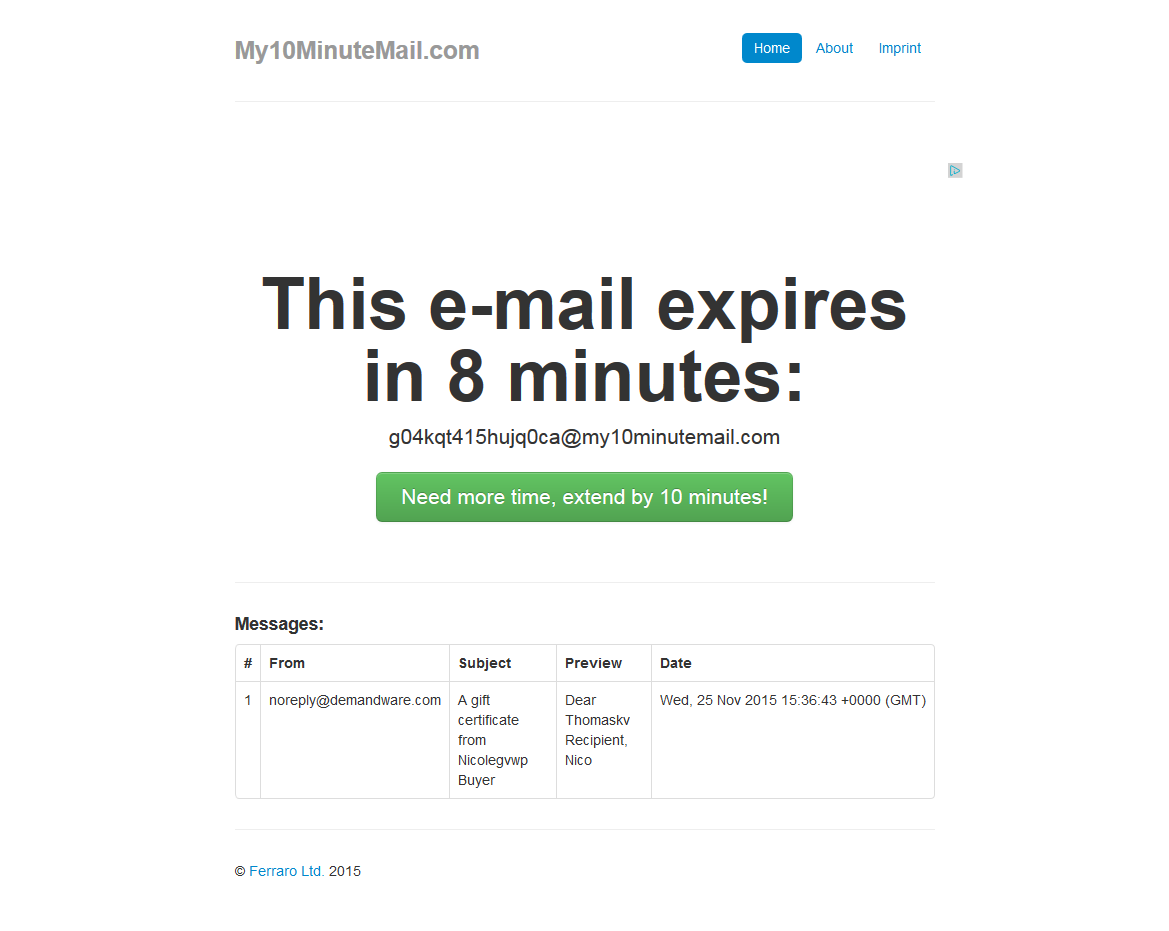 My10MinuteMail.com
Home About Imprint
This e-mail expires
in 8 minutes:
g04kqt415hujq0ca@my10minutemail.com
Need more time, extend by 10 minutes!
Messages:
# From Subject Preview Date
1 noreply@demandware.com A gift Dear Wed, 25 Nov 2015 15:36:43 +0000 (GMT)
certificate Thomaskv
from Recipient,
Nicolegvwp Nico
Buyer
© Ferraro Ltd. 2015